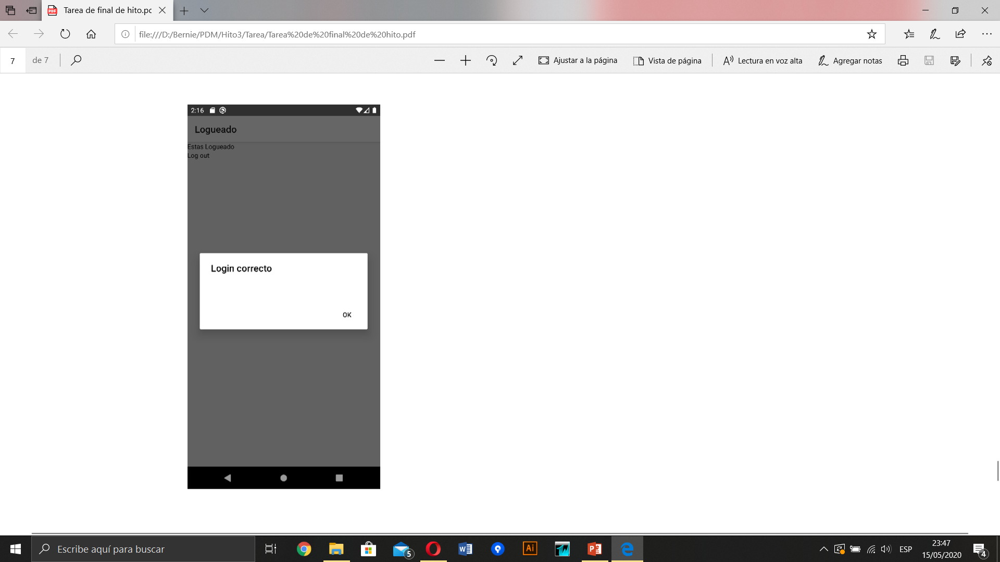 Tarea de final de hito.pc
file:///D:/Bernie/PDM/Hito3/Tarea/Tarea%20de%20final%20de%20hito.pdf
7 de 7
Ajustar a la página
Vista de página
Lectura en voz alta
Agregar notas
2:16
Logueado
Estas Logueado
Log out
Login correcto
OK
Escribe aquí para buscar
5
Ai
ESP
23:47
15/05/2020
4